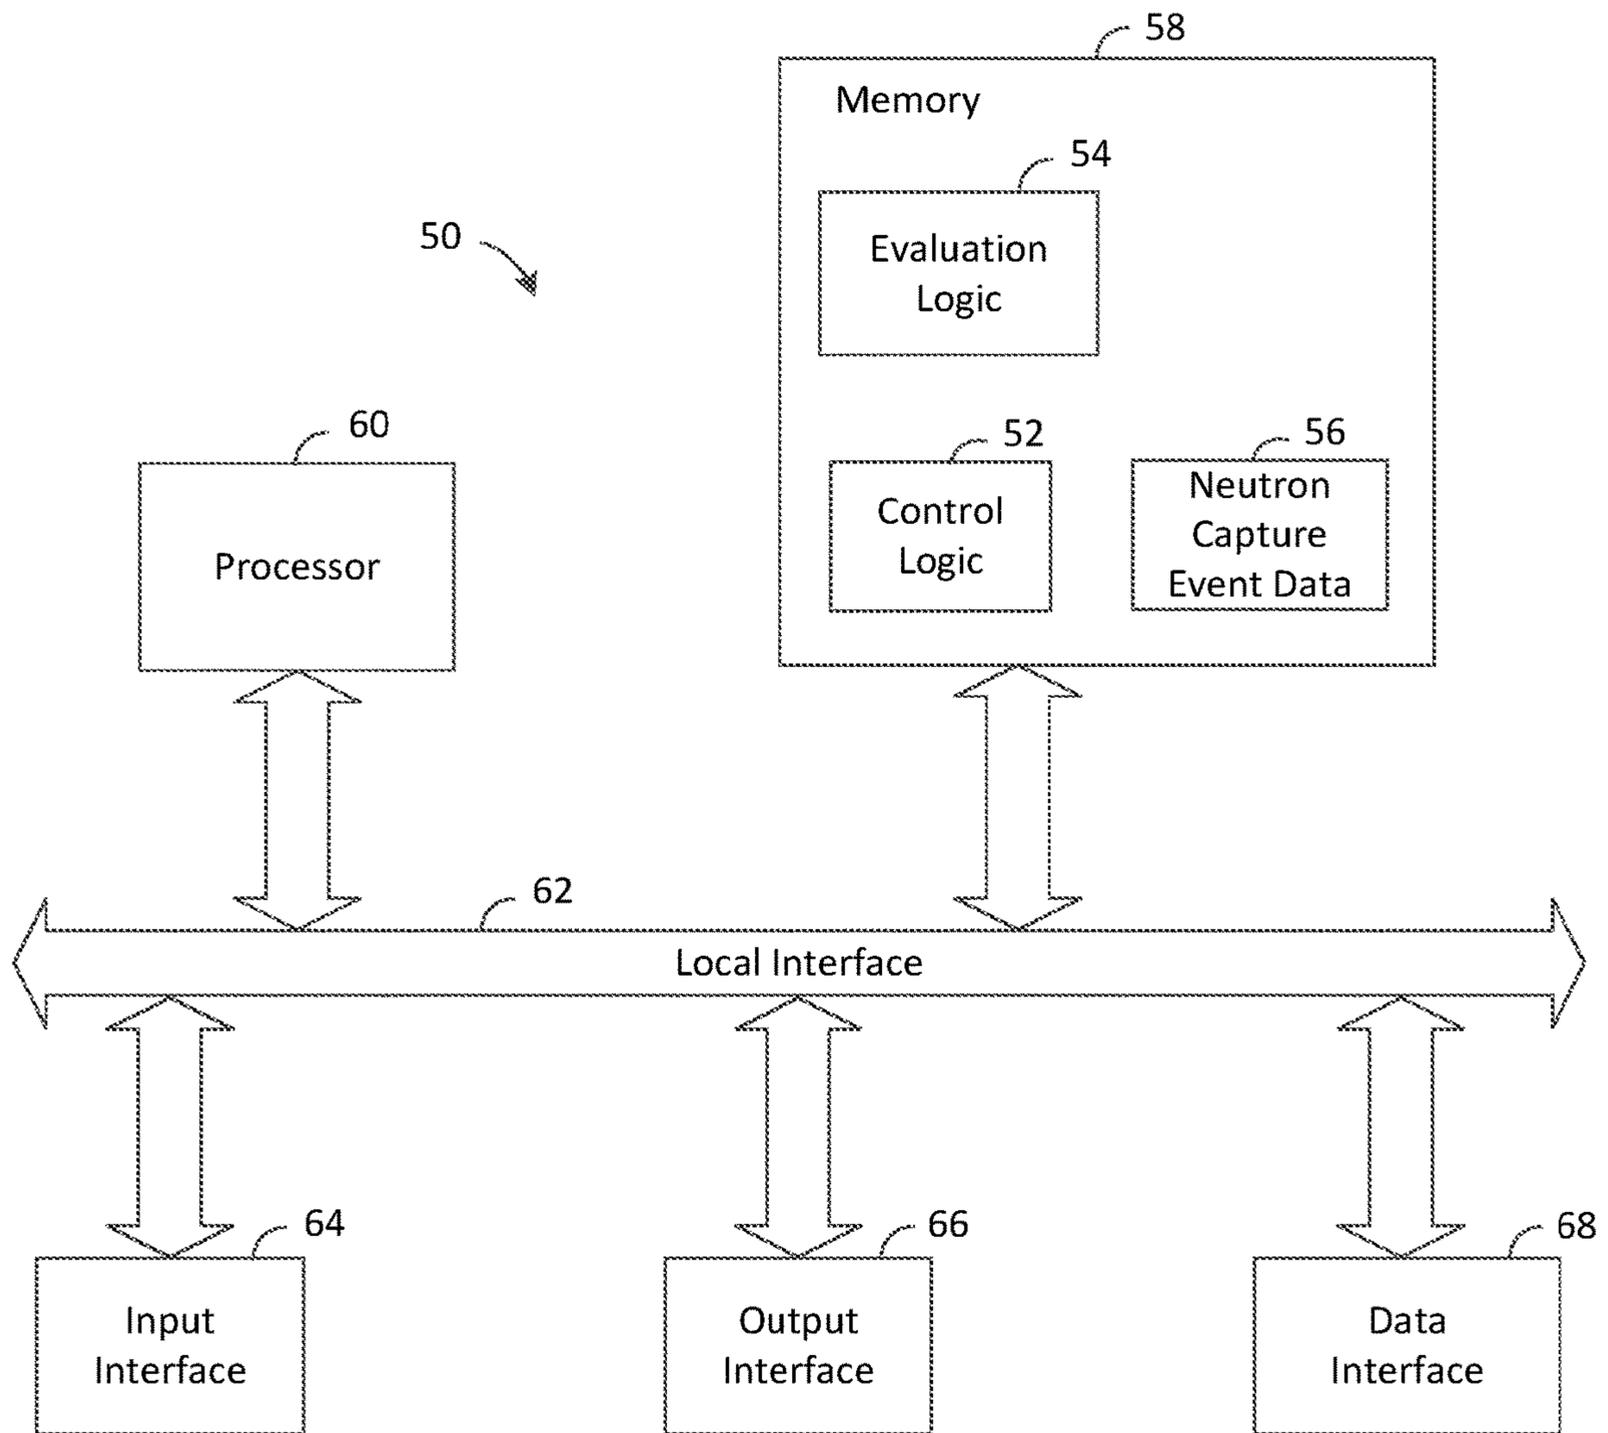 58
Memory
54
Evaluation
Logic
50
60
Processor
52
Control
Logic
56
Neutron
Capture
Event Data
62
Local Interface
64
Input
Interface
66
Output
Interface
68
Data
Interface